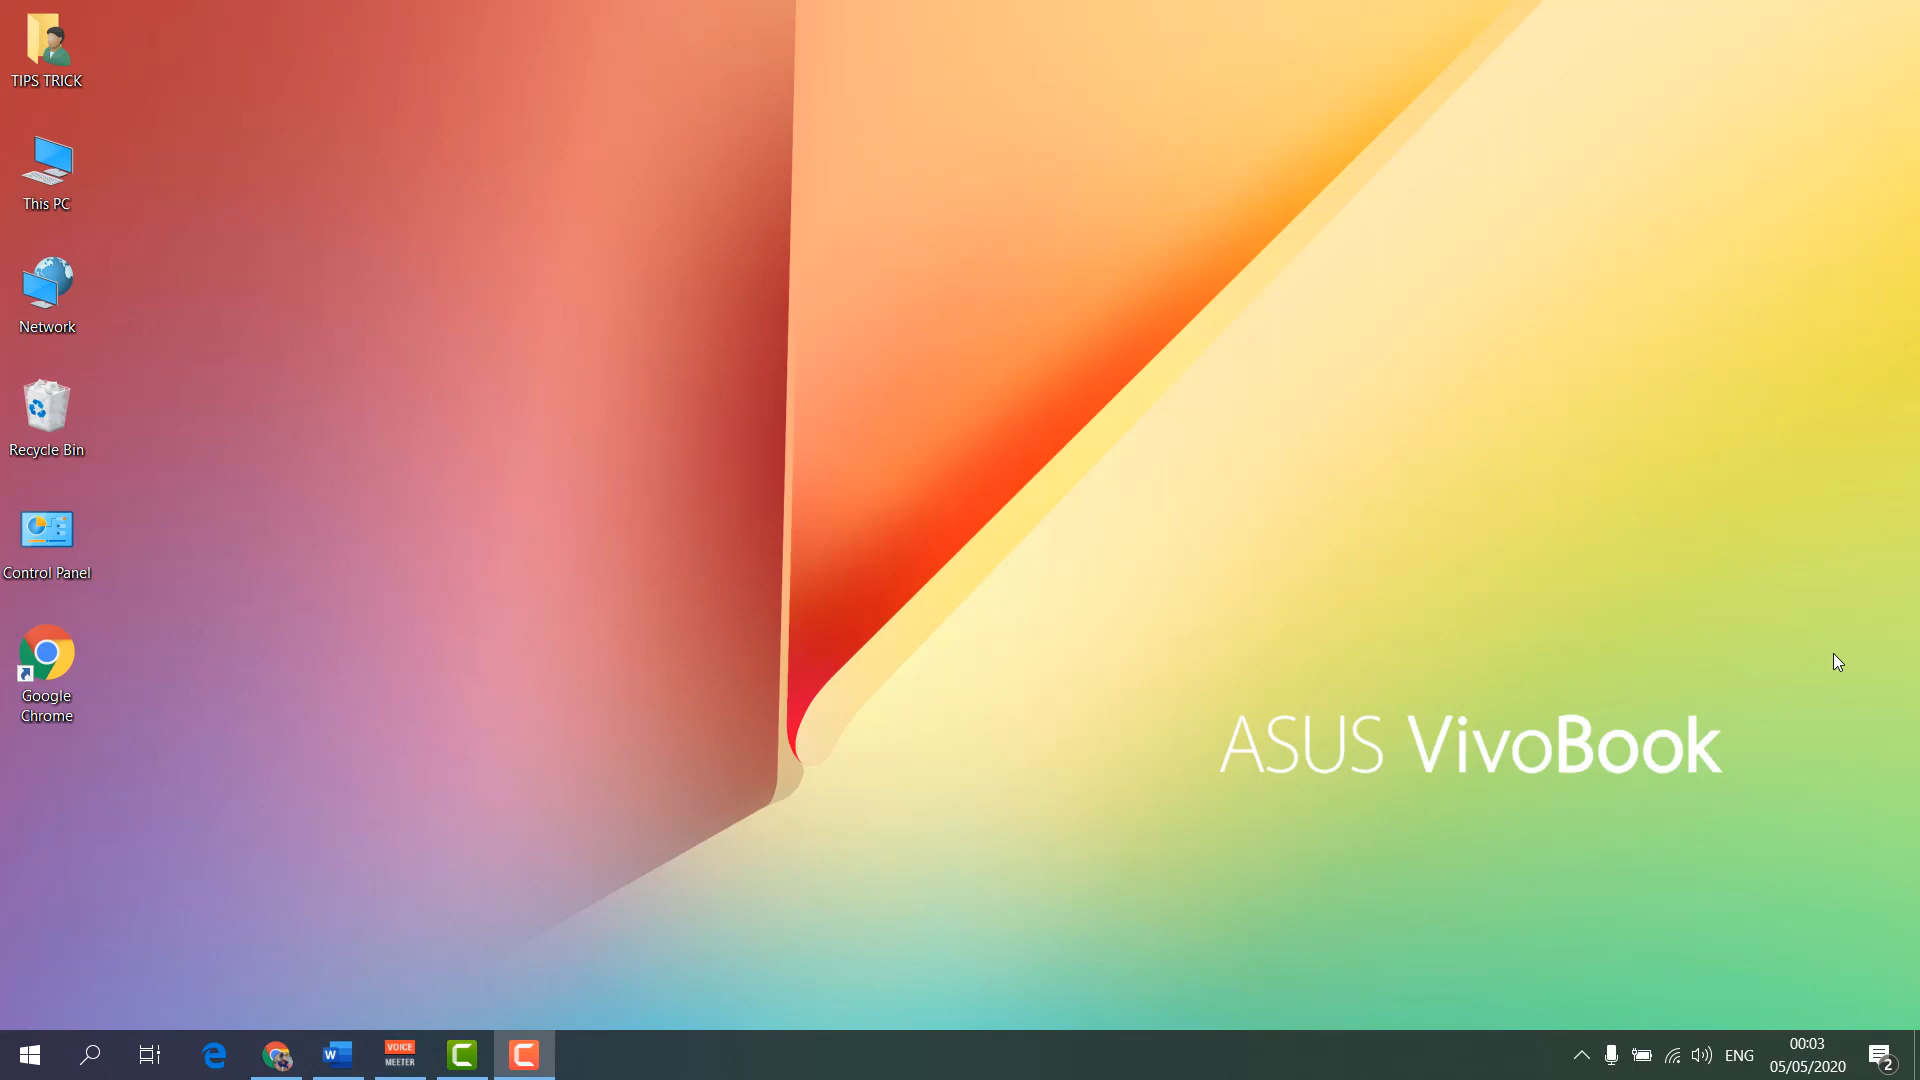 TIPS TRICK
This PC
Network
Recycle Bin
Control Panel
Google
Chrome
ASUS VivoBook
W
VOICE
MEETER
ENG
00:03
05/05/2020
2